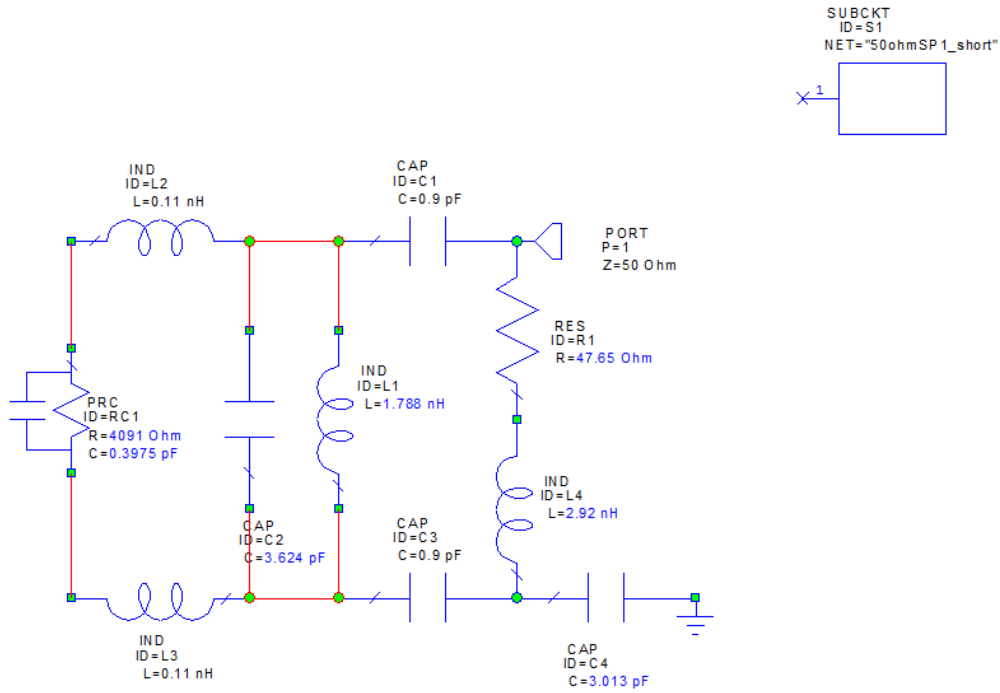 SUBCKT
ID=S1
NET="50ohmSP1_short"
1
IND
ID=L2
L=0.11 nH
CAP
ID=C1
C=0.9 pF
PORT
P=1
Z=50 Ohm
RES
ID=R1
R=47.65 Ohm
IND
ID=L1
L=1.788 nH
PRC
ID=RC1
R=4091 Ohm
C=0.3975 pF
IND
ID=L4
L=2.92 nH
CAP
ID=C2
C=3.624 pF
CAP
ID=C3
C=0.9 pF
IND
ID=L3
L=0.11 nH
CAP
ID=C4
C=3.013 pF